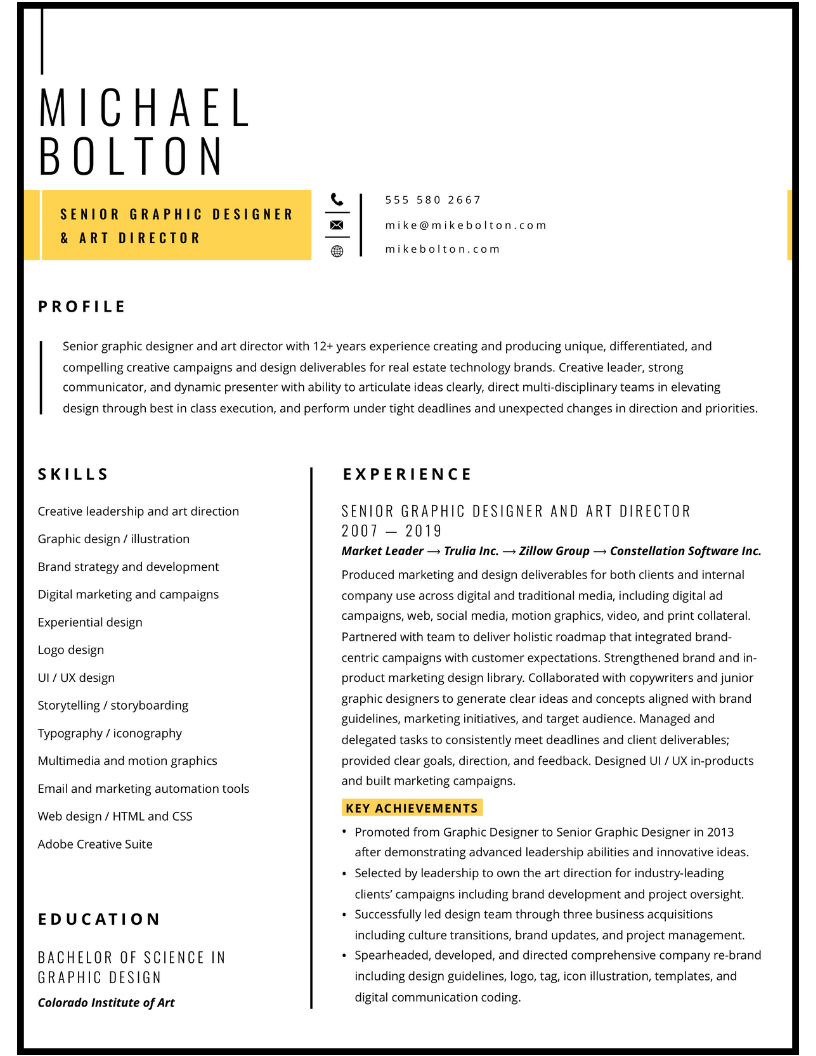 MICHAEL
BOLTON
SENIOR GRAPHIC DESIGNER
& ART DIRECTOR
555 580 2667
mike@mikebolton.com
mikebolton.com
PROFILE
Senior graphic designer and art director with 12+ years experience creating and producing unique, differentiated, and
compelling creative campaigns and design deliverables for real estate technology brands. Creative leader, strong
communicator, and dynamic presenter with ability to articulate ideas clearly, direct multi-disciplinary teams in elevating
design through best in class execution, and perform under tight deadlines and unexpected changes in direction and priorities.
SKILLS
Creative leadership and art direction
Graphic design / illustration
Brand strategy and development
Digital marketing and campaigns
Experiential design
Logo design
UI / UX design
Storytelling / storyboarding
Typography / iconography
Multimedia and motion graphics
Email and marketing automation tools
Web design / HTML and CSS
Adobe Creative Suite
EDUCATION
BACHELOR OF SCIENCE IN
GRAPHIC DESIGN
Colorado Institute of Art
EXPERIENCE
SENIOR GRAPHIC DESIGNER AND ART DIRECTOR
2007 — 2019
Market Leader → Trulia Inc. → Zillow Group → Constellation Software Inc.
Produced marketing and design deliverables for both clients and internal
company use across digital and traditional media, including digital ad
campaigns, web, social media, motion graphics, video, and print collateral.
Partnered with team to deliver holistic roadmap that integrated brand-
centric campaigns with customer expectations. Strengthened brand and in-
product marketing design library. Collaborated with copywriters and junior
graphic designers to generate clear ideas and concepts aligned with brand
guidelines, marketing initiatives, and target audience. Managed and
delegated tasks to consistently meet deadlines and client deliverables;
provided clear goals, direction, and feedback. Designed UI / UX in-products
and built marketing campaigns.
KEY ACHIEVEMENTS
• Promoted from Graphic Designer to Senior Graphic Designer in 2013
after demonstrating advanced leadership abilities and innovative ideas.
• Selected by leadership to own the art direction for industry-leading
clients' campaigns including brand development and project oversight.
• Successfully led design team through three business acquisitions
including culture transitions, brand updates, and project management.
• Spearheaded, developed, and directed comprehensive company re-brand
including design guidelines, logo, tag, icon illustration, templates, and
digital communication coding.